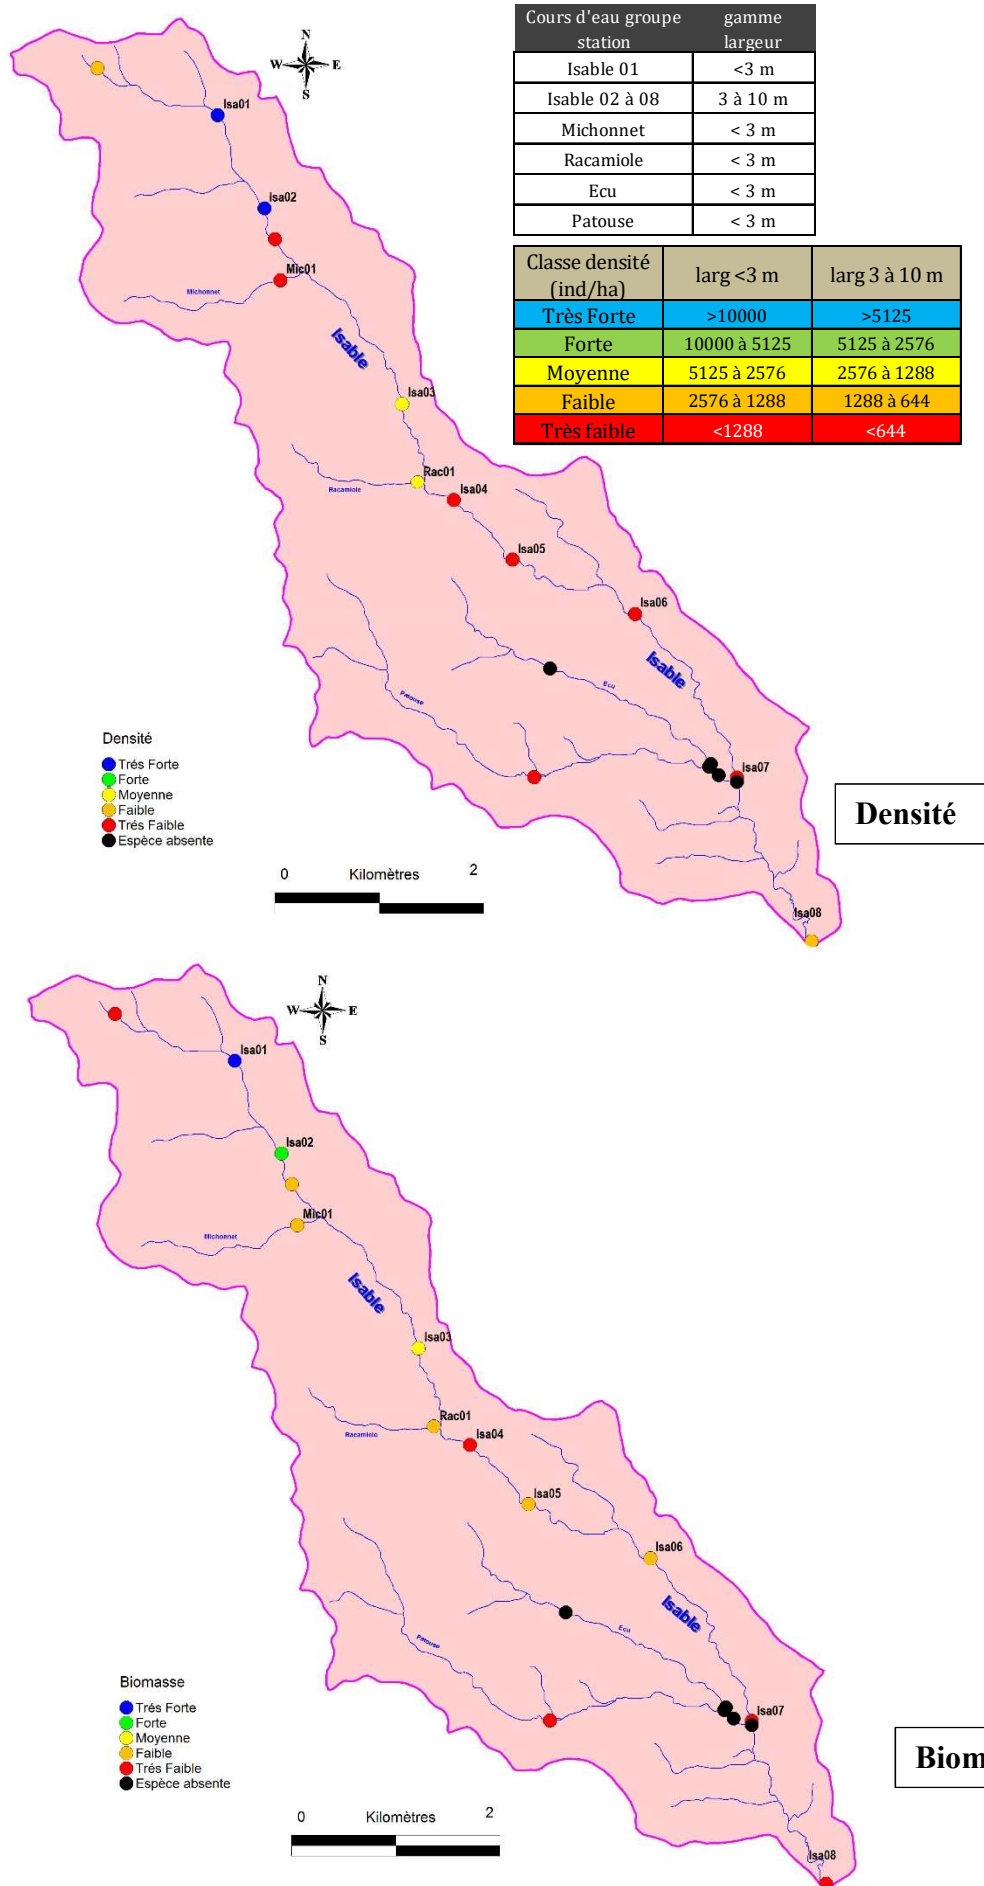 Cours d'eau groupe station
gamme largeur
Isable 01
<3 m
Isable 02 à 08
3 à 10 m
Michonnet
< 3 m
Racamiole
< 3 m
Ecu
< 3 m
Patouse
< 3 m
Classe densité (ind/ha)
larg <3 m
larg 3 à 10 m
Très Forte
>10000
>5125
Forte
10000 à 5125
5125 à 2576
Moyenne
5125 à 2576
2576 à 1288
Faible
2576 à 1288
1288 à 644
Très faible
<1288
<644
N
W
E
S
Isa01
isa02
Mic01
Michonnet
Isable
Isa03
Rac01
Racamiole
Isa04
Isa05
Isa06
Isable
Ecu
Patouse
Isa07
Isa08
Densité
Trés Forte
Forte
Moyenne
Faible
Trés Faible
Espèce absente
0 Kilomètres 2
Densité
N
W
E
S
Isa01
Isa02
Mic01
Michonnet
Isable
Isa03
Rac01
Racamiole
Isa04
Isa05
Isa06
Isable
Ecu
Patouse
Isa07
Isa08
Biomasse
Trés Forte
Forte
Moyenne
Faible
Trés Faible
Espèce absente
0 Kilomètres 2
Biom